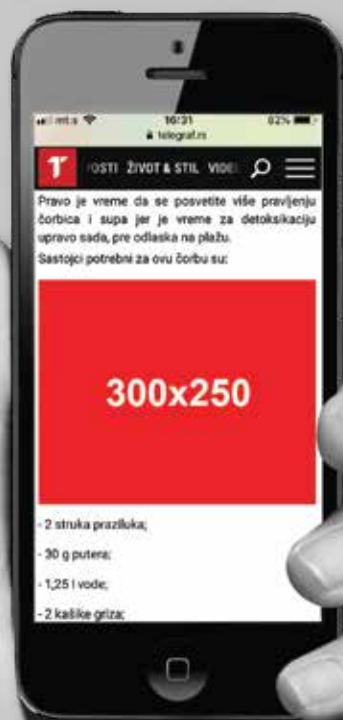 mt:s 16:31 82%
telegraf.rs
T OSTI ŽIVOT & STIL VIDE
Pravo je vreme da se posvetite više pravljenju
čorbica i supa jer je vreme za detoksikaciju
upravo sada, pre odlaska na plažu.
Sastojci potrebni za ovu čorbu su:
300x250
- 2 struka praziluka;
- 30 g putera;
- 1,25 l vode;
- 2 kašike griza;